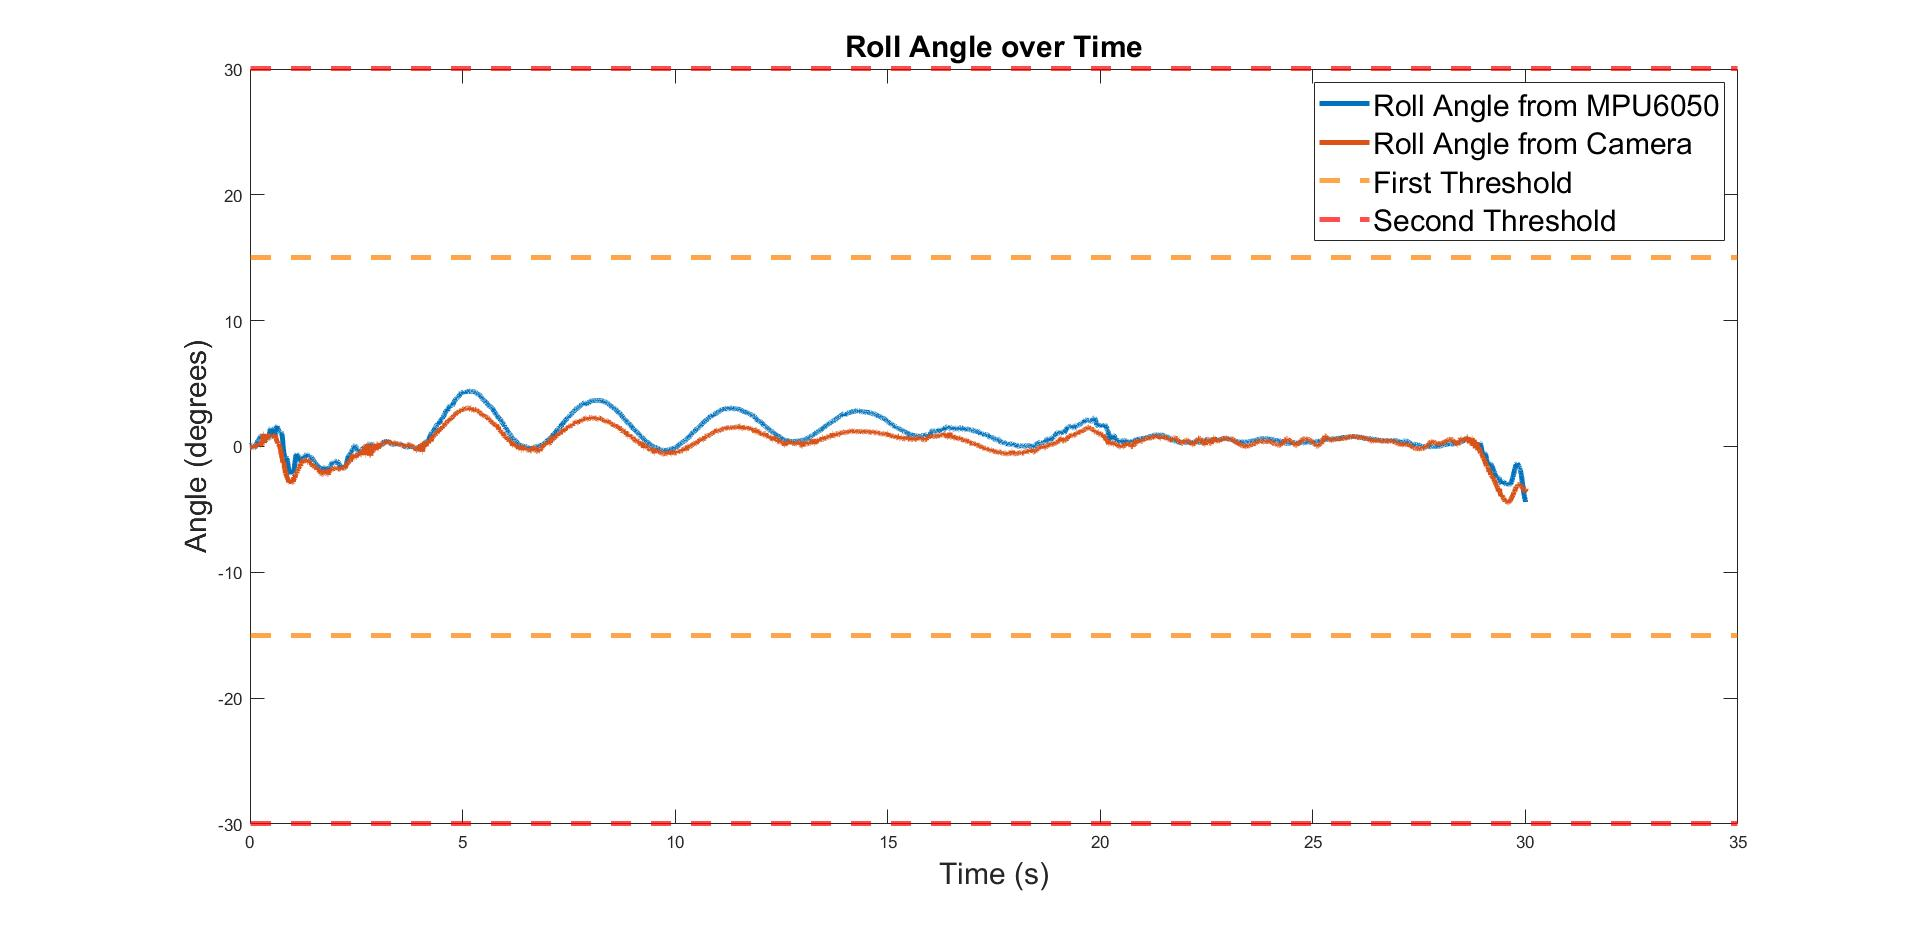 Roll Angle over Time
30
20
10
0
-10
-20
-30
Angle (degrees)
Roll Angle from MPU6050
Roll Angle from Camera
First Threshold
Second Threshold
0 5 10 15 20 25 30 35
Time (s)